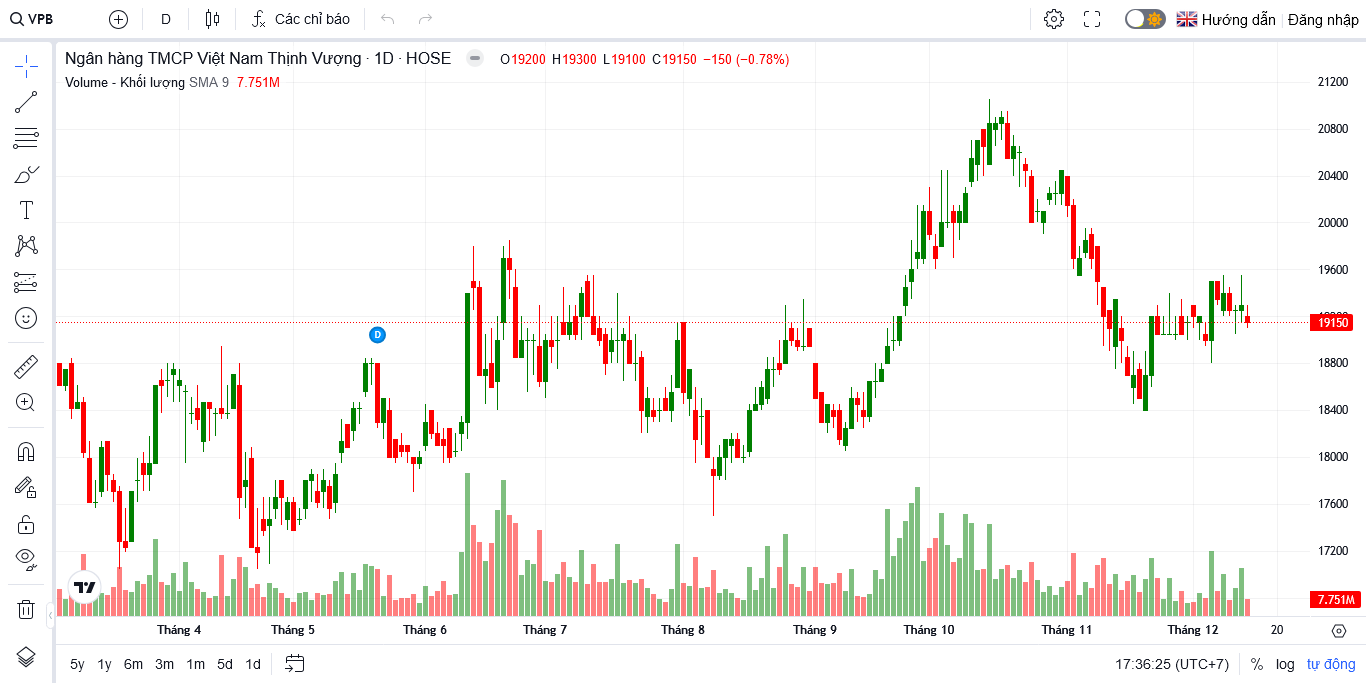 VPB D Các chỉ báo Hướng dẫn Đăng nhập
Ngân hàng TMCP Việt Nam Thịnh Vượng · 1D · HOSE O19200 H19300 L19100 C19150 −150 (−0.78%)
Volume - Khối lượng SMA 9 7.751M
21200
20800
20400
20000
19600
19150
D
18800
18400
18000
17600
17200
7.751M
Tháng 4 Tháng 5 Tháng 6 Tháng 7 Tháng 8 Tháng 9 Tháng 10 Tháng 11 Tháng 12 20
5y 1y 6m 3m 1m 5d 1d 17:36:25 (UTC+7) % log tự động